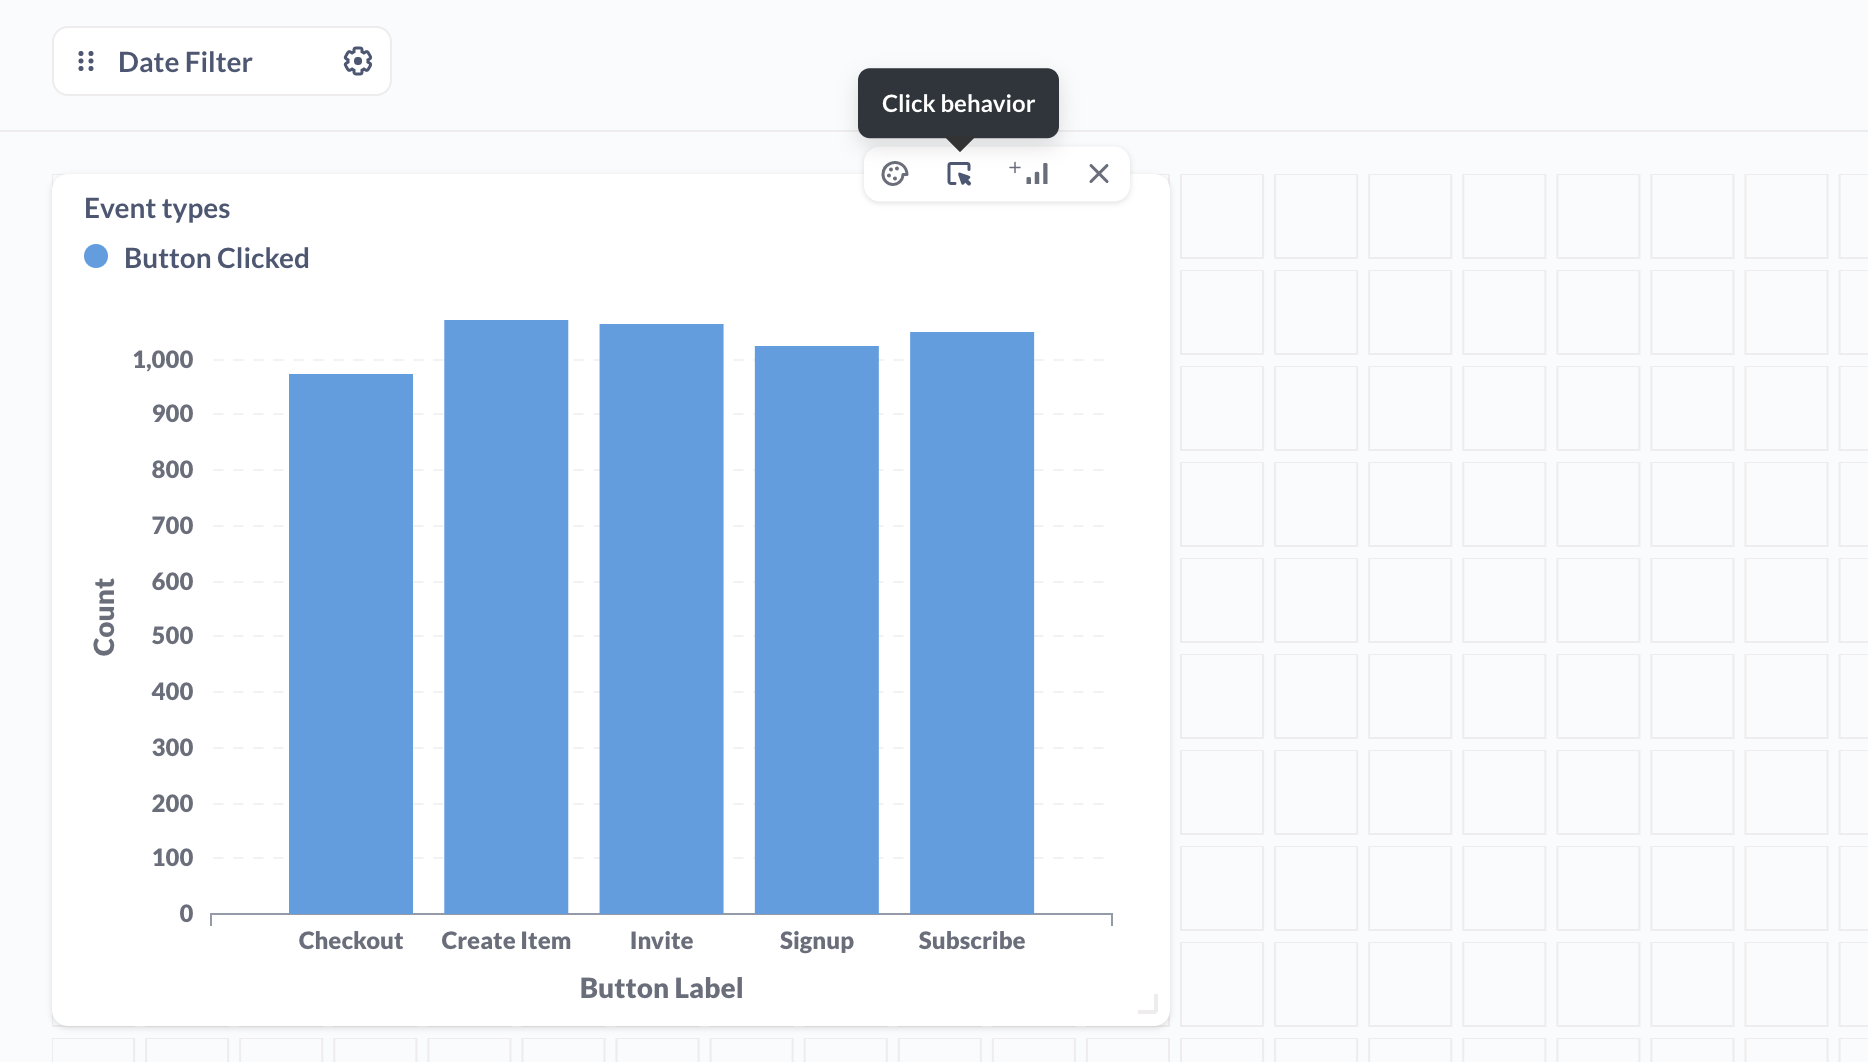 Date Filter
Click behavior
Event types
Button Clicked
1,000
900
800
700
600
500
400
300
200
100
0
Count
Checkout
Create Item
Invite
Signup
Subscribe
Button Label